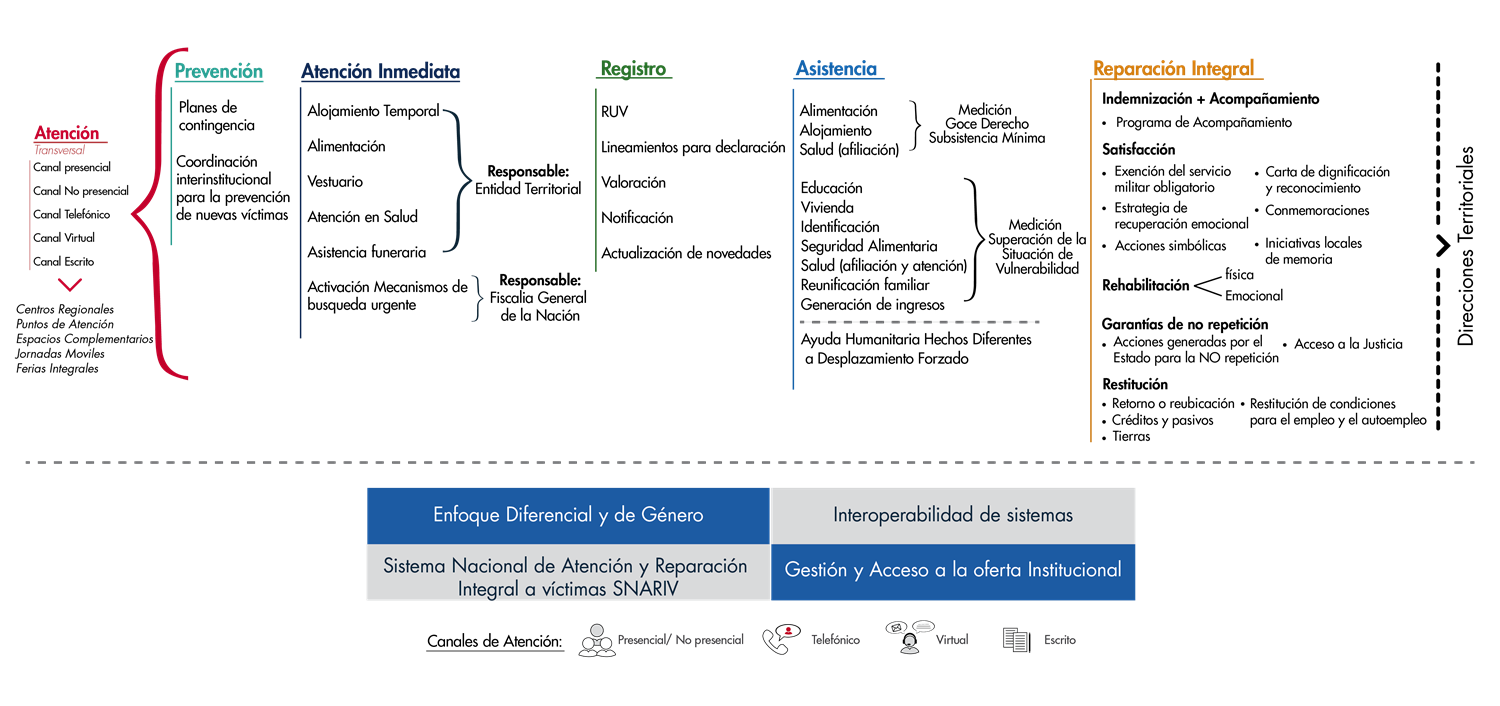 Atención
Transversal
Canal presencial
Canal No presencial
Canal Telefónico
Canal Virtual
Canal Escrito
Centros Regionales
Puntos de Atención
Espacios Complementarios
Jornadas Moviles
Ferias Integrales
Prevención
Planes de
contingencia
Coordinación
interinstitucional
para la prevención
de nuevas víctimas
Atención Inmediata
Alojamiento Temporal
Alimentación
Vestuario
Atención en Salud
Asistencia funeraria
Responsable:
Entidad Territorial
Activación Mecanismos de
busqueda urgente
Responsable:
Fiscalia General
de la Nación
Registro
RUV
Lineamientos para declaración
Valoración
Notificación
Actualización de novedades
Asistencia
Alimentación
Alojamiento
Salud (afiliación)
Medición
Goce Derecho
Subsistencia Mínima
Educación
Vivienda
Identificación
Seguridad Alimentaria
Salud (afiliación y atención)
Reunificación familiar
Generación de ingresos
Medición
Superación de la
Situación de
Vulnerabilidad
Ayuda Humanitaria Hechos Diferentes
a Desplazamiento Forzado
Reparación Integral
Indemnización + Acompañamiento
• Programa de Acompañamiento
Satisfacción
• Exención del servicio
militar obligatorio
• Estrategia de
recuperación emocional
• Acciones simbólicas
• Carta de dignificación
y reconocimiento
• Conmemoraciones
• Iniciativas locales
de memoria
Rehabilitación
física
Emocional
Garantías de no repetición
• Acciones generadas por el
Estado para la NO repetición
• Acceso a la Justicia
Restitución
• Retorno o reubicación
• Créditos y pasivos
• Tierras
• Restitución de condiciones
para el empleo y el autoempleo
Direcciones Territoriales
Enfoque Diferencial y de Género
Interoperabilidad de sistemas
Sistema Nacional de Atención y Reparación
Integral a víctimas SNARIV
Gestión y Acceso a la oferta Institucional
Canales de Atención:
Presencial/ No presencial
Telefónico
Virtual
Escrito